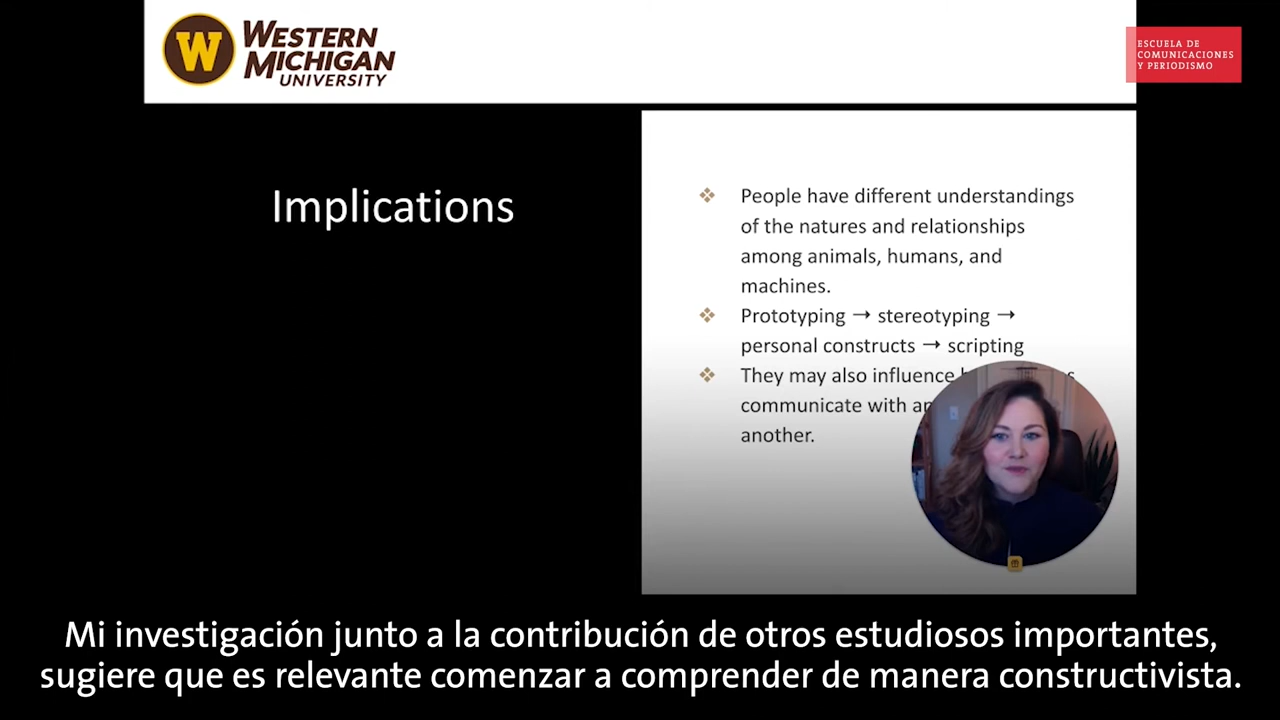 WESTERN
MICHIGAN
UNIVERSITY
ESCUELA DE
COMUNICACIONES
Y PERIODISMO
Implications
People have different understandings
of the natures and relationships
among animals, humans, and
machines.
Prototyping → stereotyping →
personal constructs → scripting
They may also influence
communicate with
another.
Mi investigación junto a la contribución de otros estudiosos importantes,
sugiere que es relevante comenzar a comprender de manera constructivista.